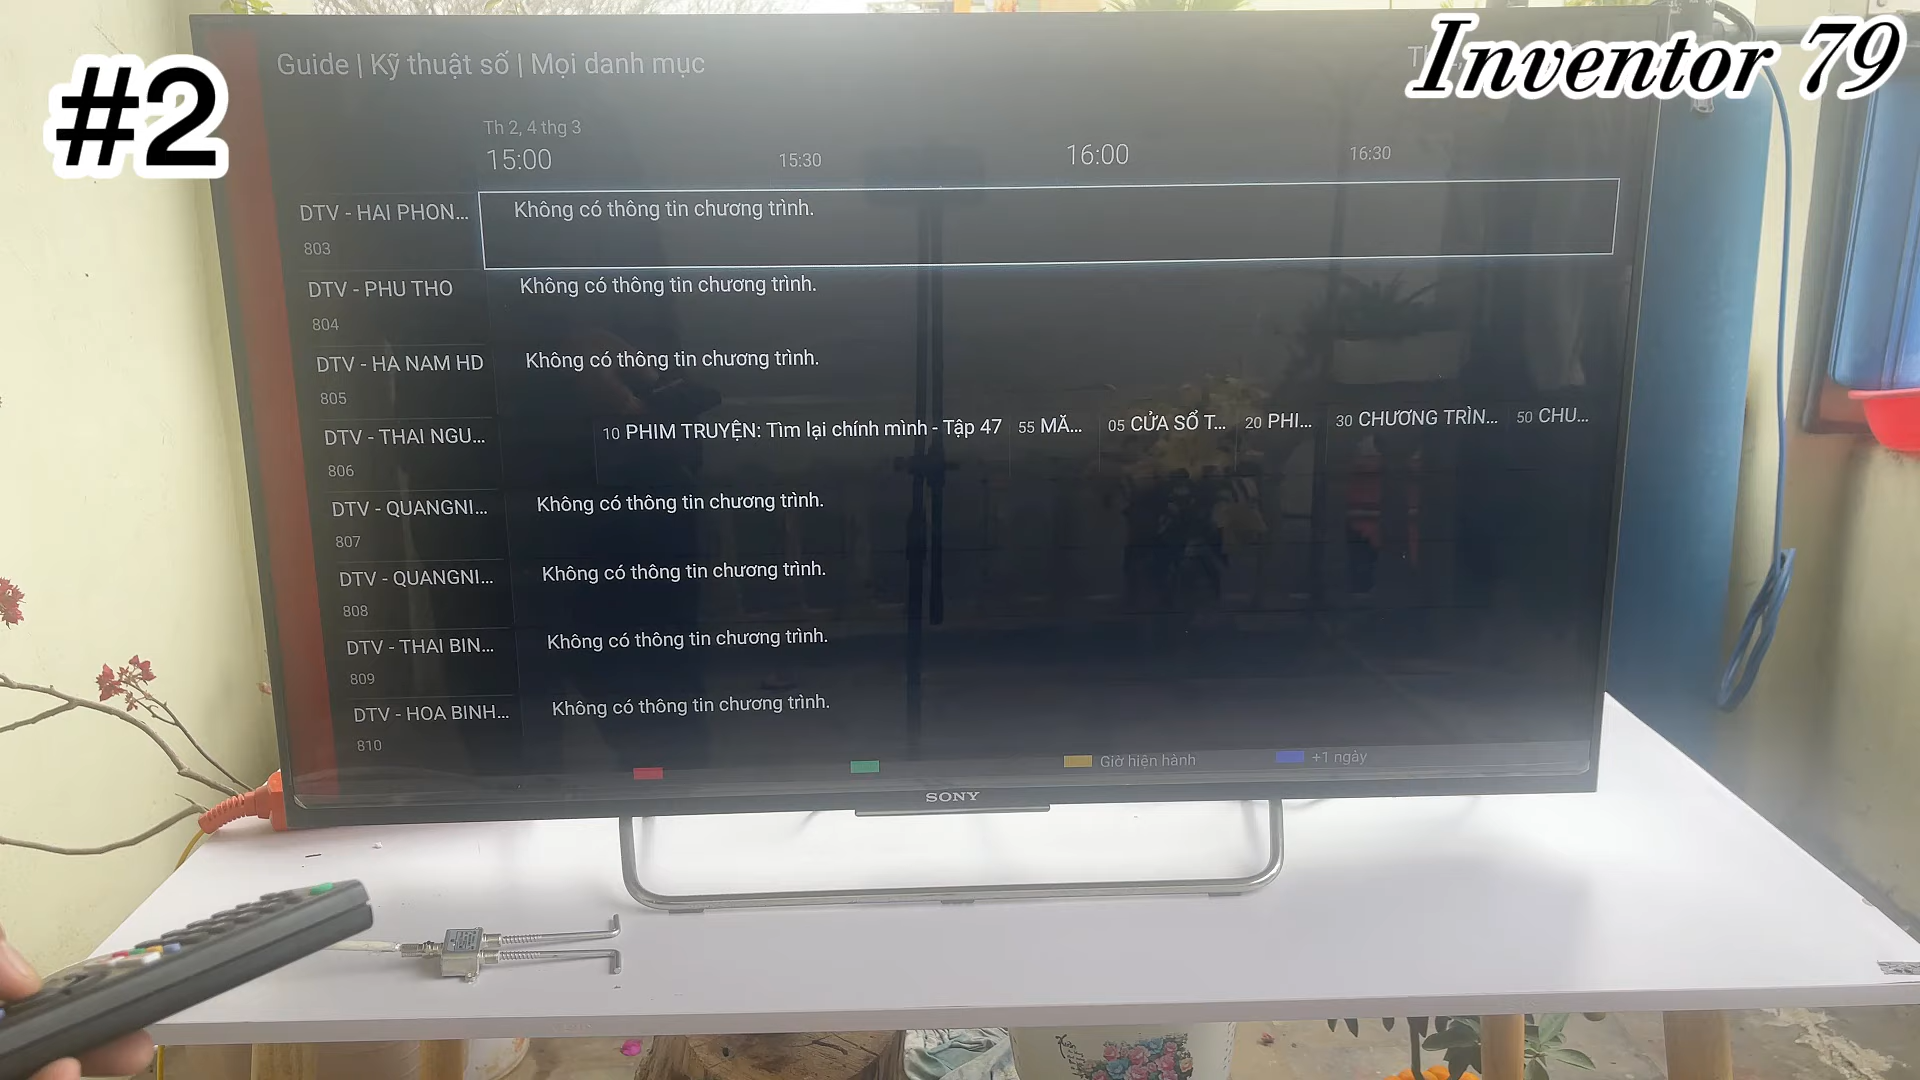 #2
Inventor 79
Guide | Kỹ thuật số | Mọi danh mục
Th 2, 4 thg 3
15:00 15:30 16:00 16:30
DTV - HAI PHON... Không có thông tin chương trình.
803
DTV - PHU THO Không có thông tin chương trình.
804
DTV - HA NAM HD Không có thông tin chương trình.
805
DTV - THAI NGU... 10 PHIM TRUYỆN: Tìm lại chính mình - Tập 47 55 MĂ... 05 CỬA SỔ T... 20 PHI... 30 CHƯƠNG TRÌN... 50 CHU...
806
DTV - QUANGNI... Không có thông tin chương trình.
807
DTV - QUANGNI... Không có thông tin chương trình.
808
DTV - THAI BIN... Không có thông tin chương trình.
809
DTV - HOA BINH... Không có thông tin chương trình.
810
Giờ hiện hành +1 ngày
SONY